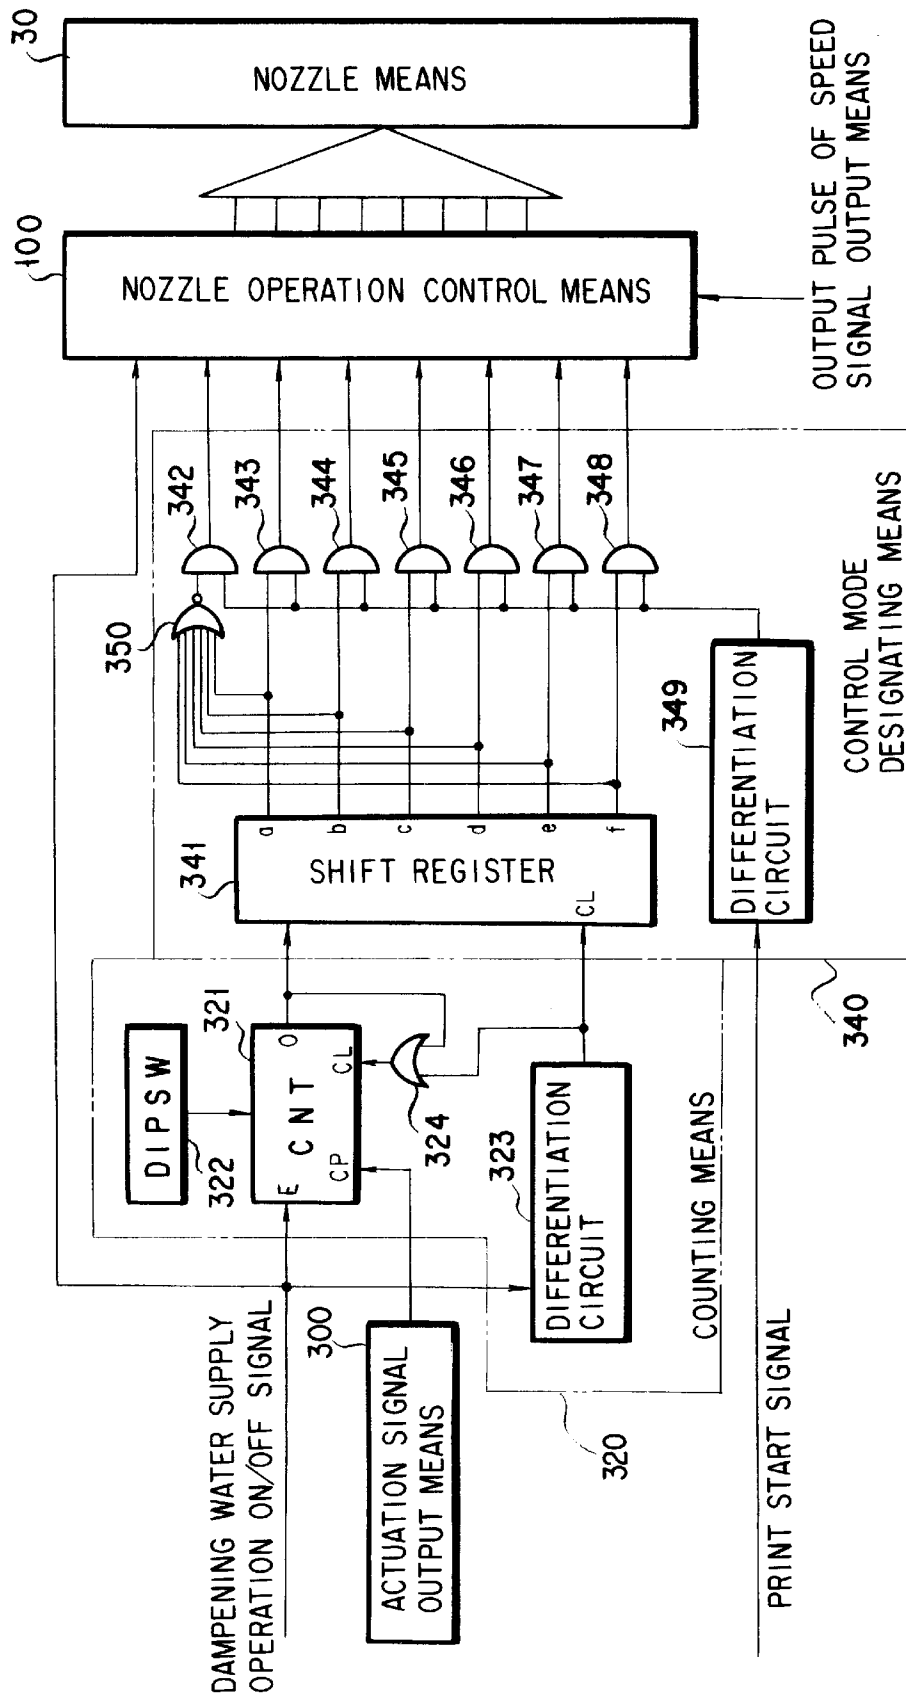 DAMPENING WATER SUPPLY
OPERATION ON/OFF SIGNAL
ACTUATION SIGNAL
OUTPUT MEANS
300
PRINT START SIGNAL
320
COUNTING MEANS
DIPSW
322
E
CNT
O
CP
CL
321
324
DIFFERENTIATION
CIRCUIT
323
340
341
SHIFT REGISTER
CL
a
b
c
d
e
f
DIFFERENTIATION
CIRCUIT
349
350
342
343
344
345
346
347
348
CONTROL MODE
DESIGNATING MEANS
100
NOZZLE OPERATION CONTROL MEANS
OUTPUT PULSE OF SPEED
SIGNAL OUTPUT MEANS
30
NOZZLE MEANS